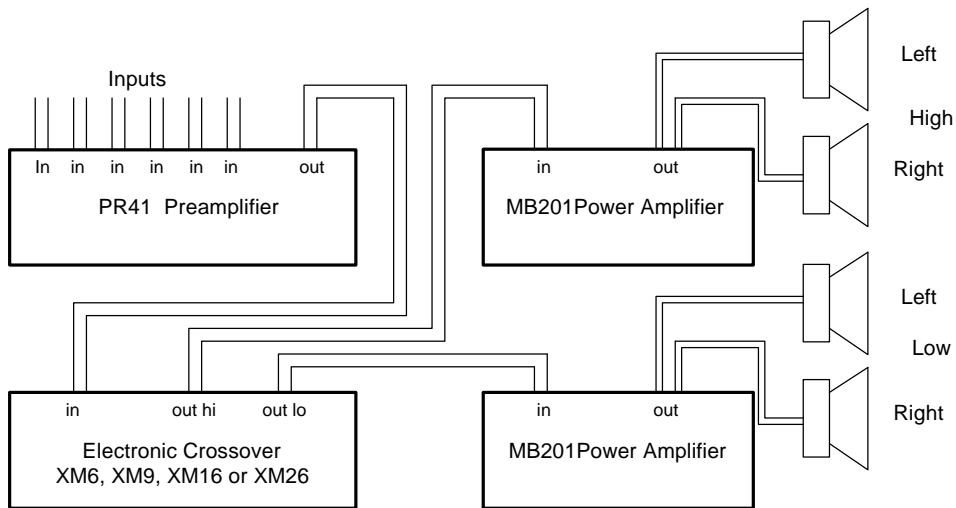 Inputs
In in in in in in out
PR41 Preamplifier
in out
MB201Power Amplifier
Left
High
Right
in out hi out lo
Electronic Crossover
XM6, XM9, XM16 or XM26
in out
MB201Power Amplifier
Left
Low
Right